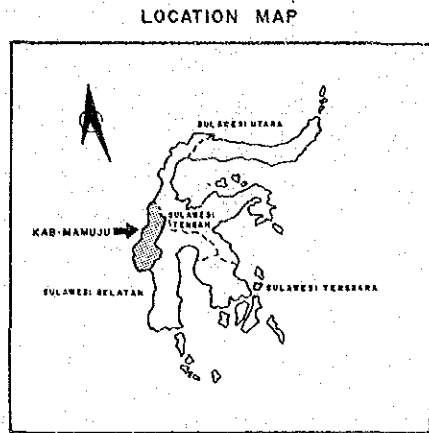 LOCATION MAP
SULAWESI UTARA
SULAWESI
TENGAH
KAB. MAMUJU
SULAWESI SELATAN
SULAWESI TENGGARA